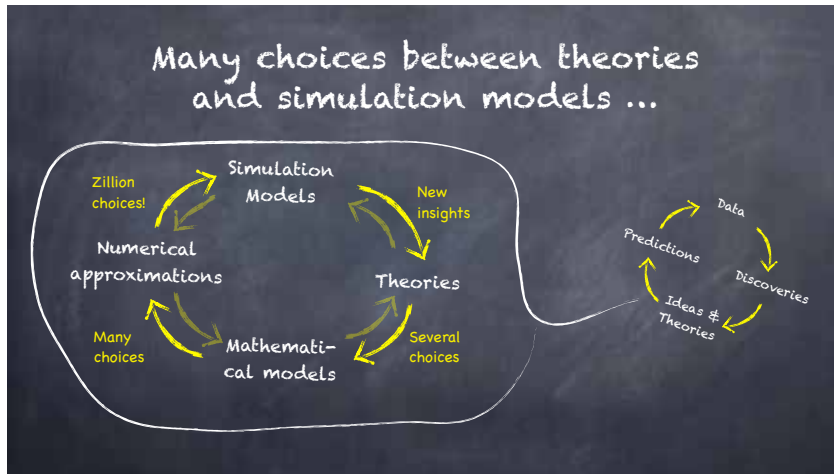 Many choices between theories
and simulation models ...
Zillion
choices!
Simulation
Models
New
insights
Numerical
approximations
Theories
Many
choices
Mathemati-
cal models
Several
choices
Data
Predictions
Discoveries
Ideas &
Theories